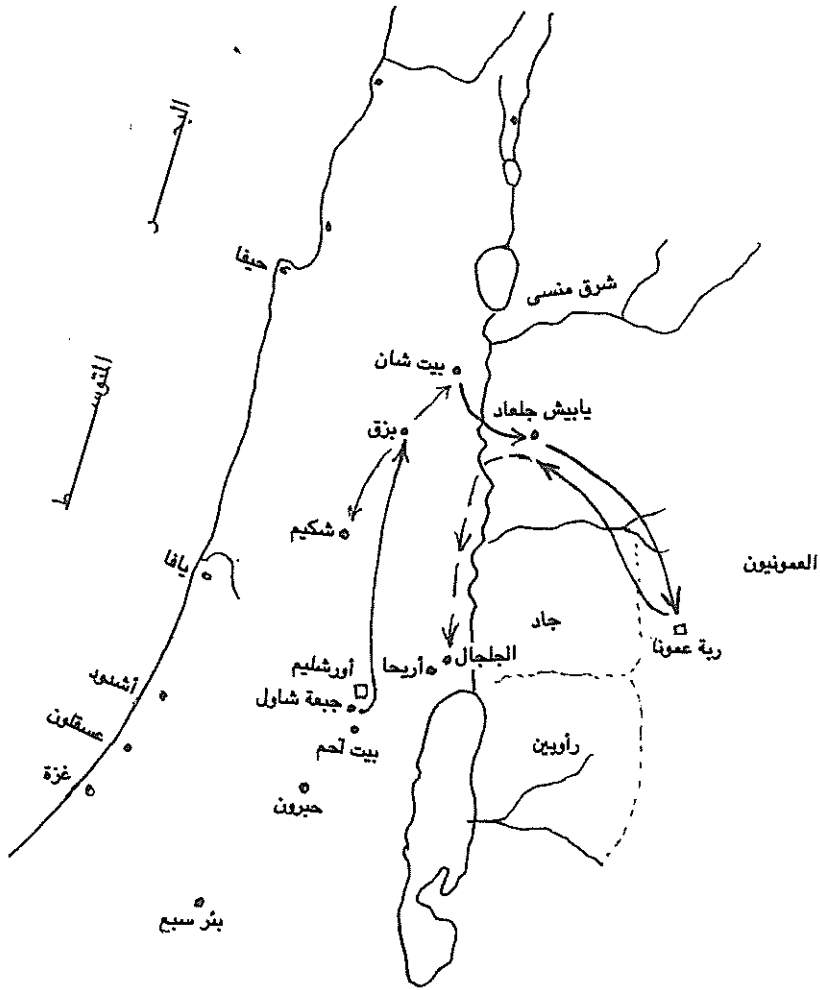 البحر
المتوسط
حيفا
شرق منسى
بيت شان
يابيش جلعاد
بزق
شكيم
يافا
العمونيون
جاد
ربة عمونا
الجلجال
أريحا
أورشليم
جبعة شاول
أشدود
عسقلون
بيت لحم
رأوبين
غزة
حبرون
بئر سبع